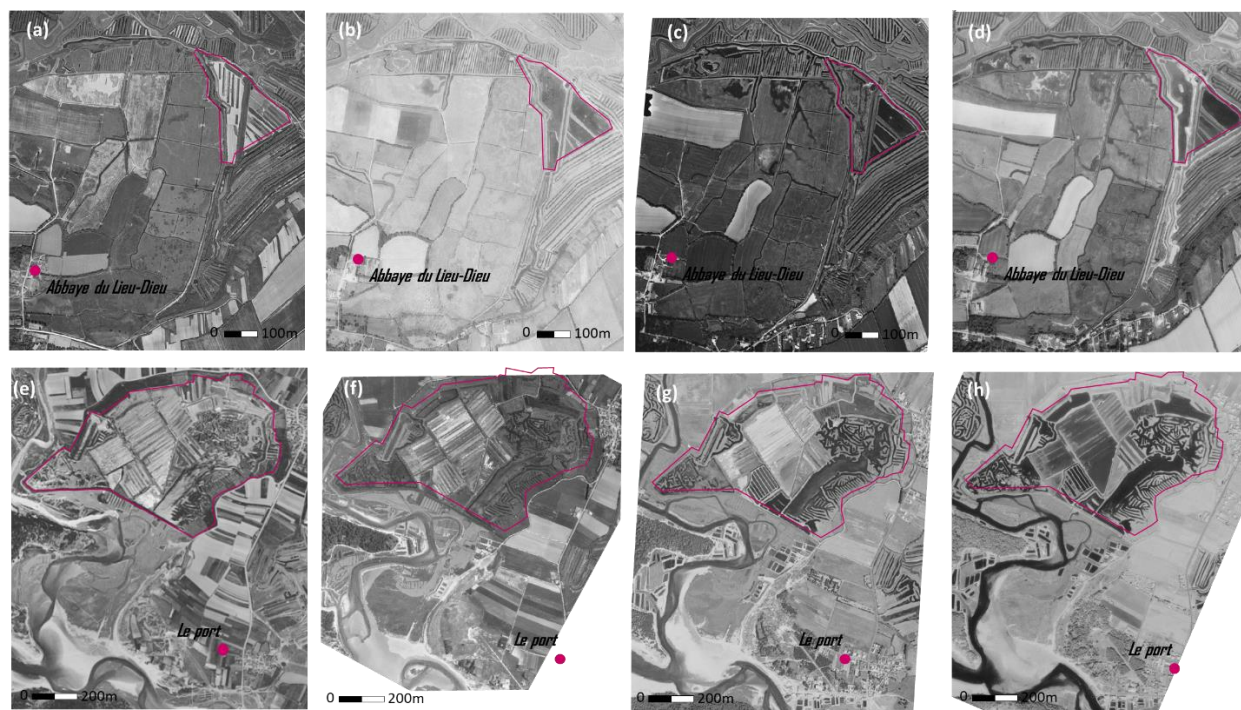 (a)
(b)
(c)
(d)
Abbaye du Lieu-Dieu
Abbaye du Lieu-Dieu
Abbaye du Lieu-Dieu
Abbaye du Lieu-Dieu
0 100m
0 100m
0 100m
0 100m
(e)
(f)
(g)
(h)
Le port
Le port
Le port
Le port
0 200m
0 200m
0 200m
0 200m